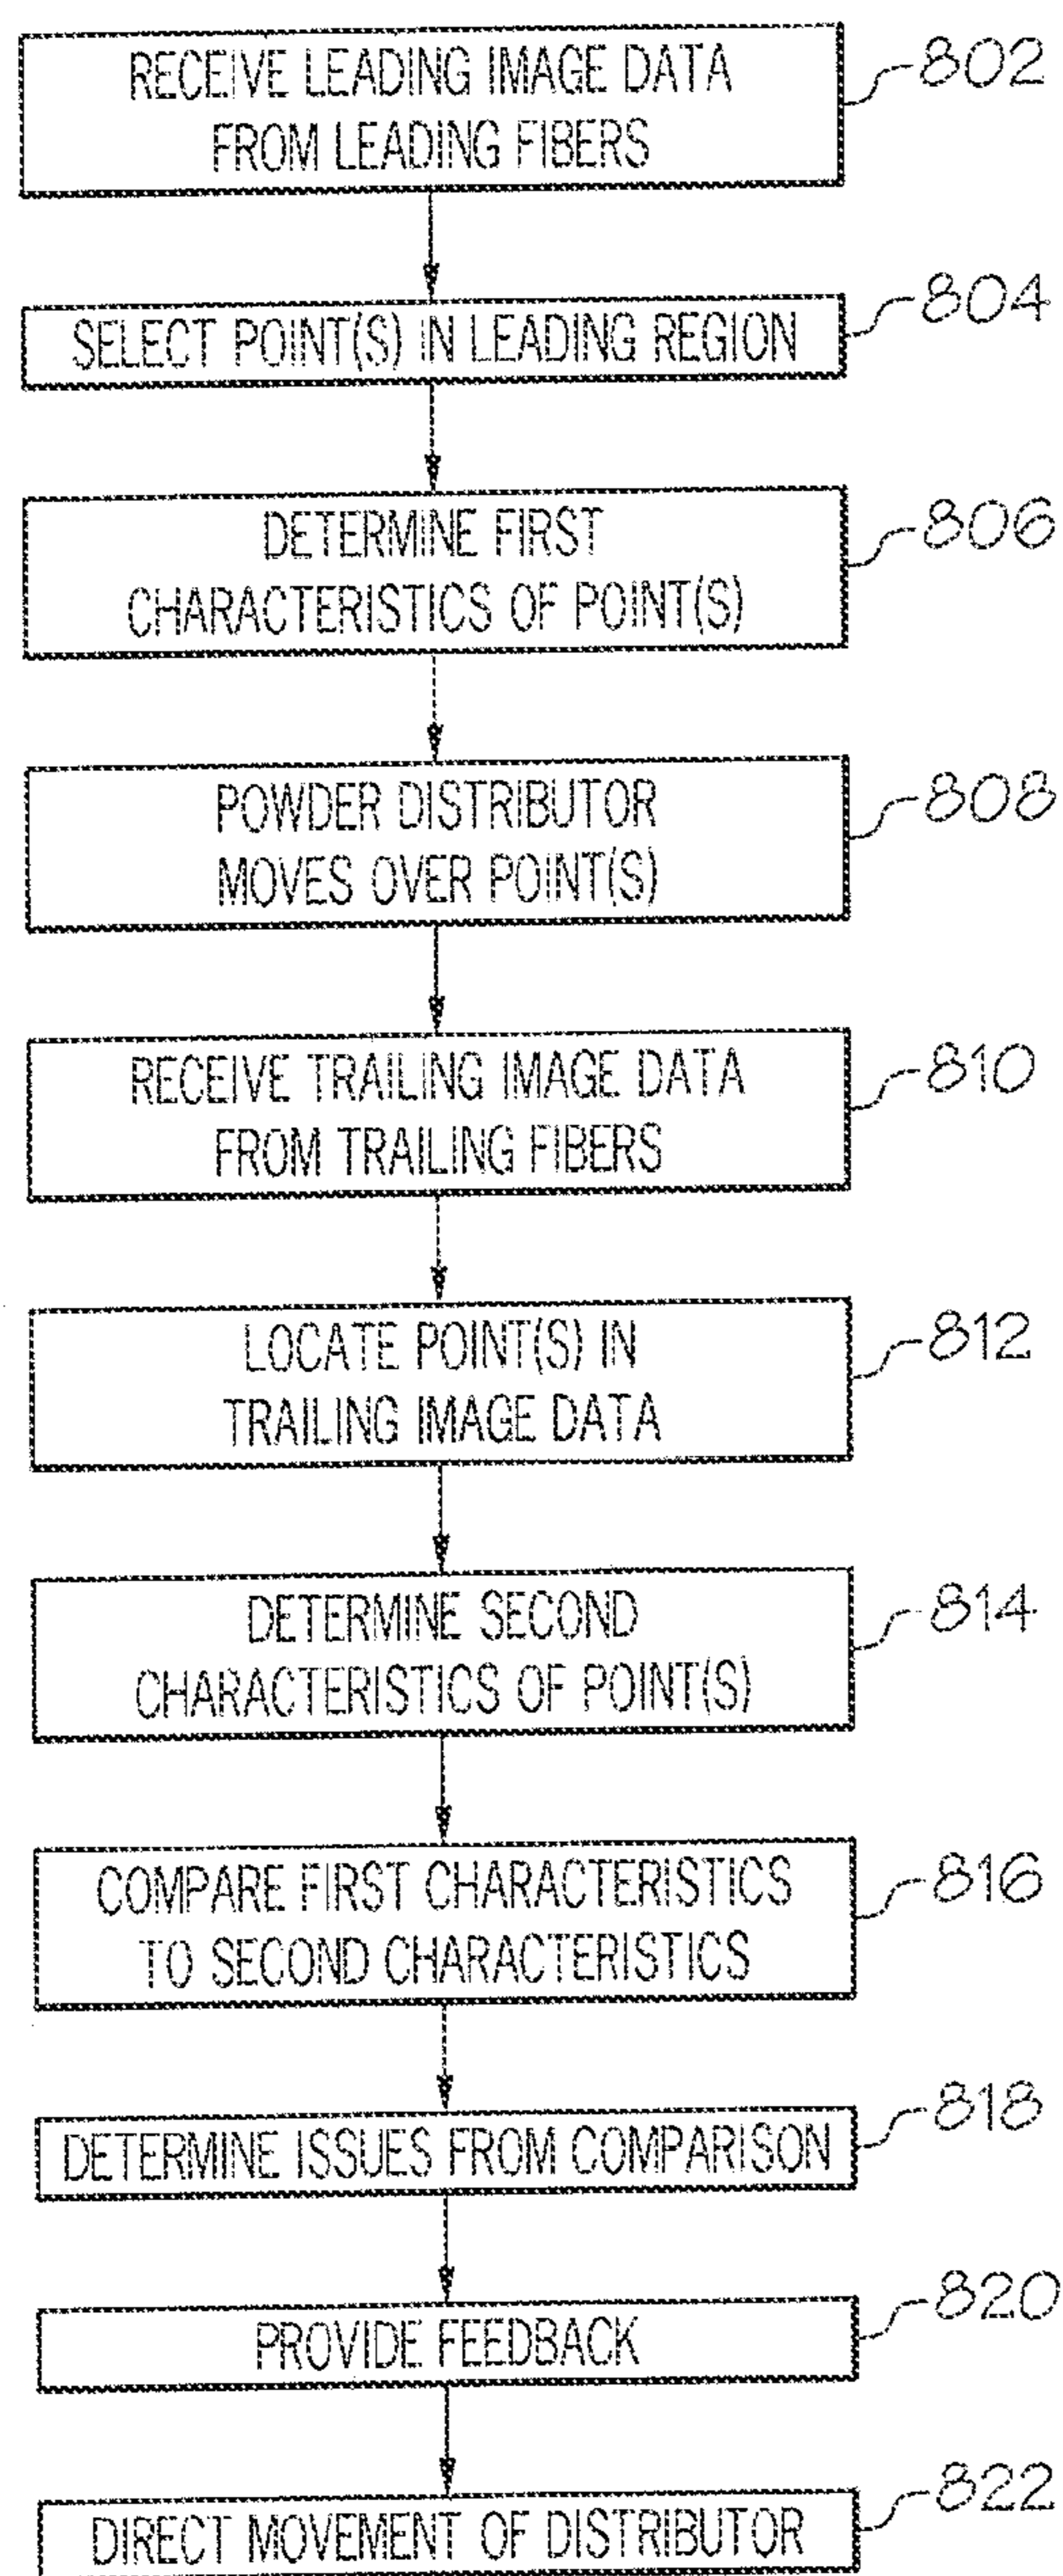 RECEIVE LEADING IMAGE DATA
FROM LEADING FIBERS
802
SELECT POINT(S) IN LEADING REGION
804
DETERMINE FIRST
CHARACTERISTICS OF POINT(S)
806
POWDER DISTRIBUTOR
MOVES OVER POINT(S)
808
RECEIVE TRAILING IMAGE DATA
FROM TRAILING FIBERS
810
LOCATE POINT(S) IN
TRAILING IMAGE DATA
812
DETERMINE SECOND
CHARACTERISTICS OF POINT(S)
814
COMPARE FIRST CHARACTERISTICS
TO SECOND CHARACTERISTICS
816
DETERMINE ISSUES FROM COMPARISON
818
PROVIDE FEEDBACK
820
DIRECT MOVEMENT OF DISTRIBUTOR
822